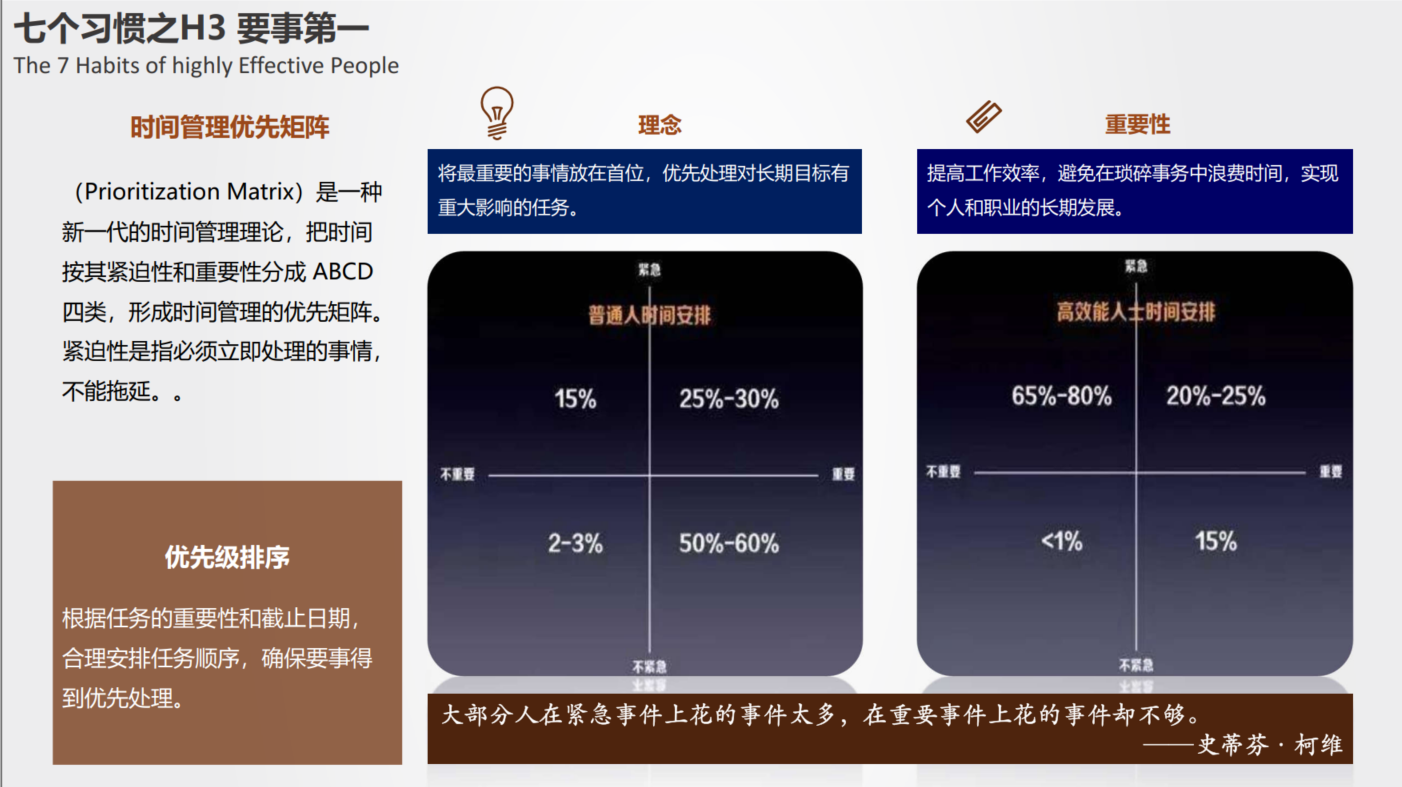 七个习惯之H3 要事第一
The 7 Habits of highly Effective People
时间管理优先矩阵
（Prioritization Matrix）是一种
新一代的时间管理理论，把时间
按其紧迫性和重要性分成 ABCD
四类，形成时间管理的优先矩阵。
紧迫性是指必须立即处理的事情，
不能拖延。。
优先级排序
根据任务的重要性和截止日期，
合理安排任务顺序，确保要事得
到优先处理。
理念
将最重要的事情放在首位，优先处理对长期目标有
重大影响的任务。
紧急
普通人时间安排
15%
25%-30%
不重要
重要
2-3%
50%-60%
不紧急
重要性
提高工作效率，避免在琐碎事务中浪费时间，实现
个人和职业的长期发展。
紧急
高效能人士时间安排
65%-80%
20%-25%
不重要
重要
<1%
15%
不紧急
大部分人在紧急事件上花的事件太多，在重要事件上花的事件却不够。
——史蒂芬·柯维